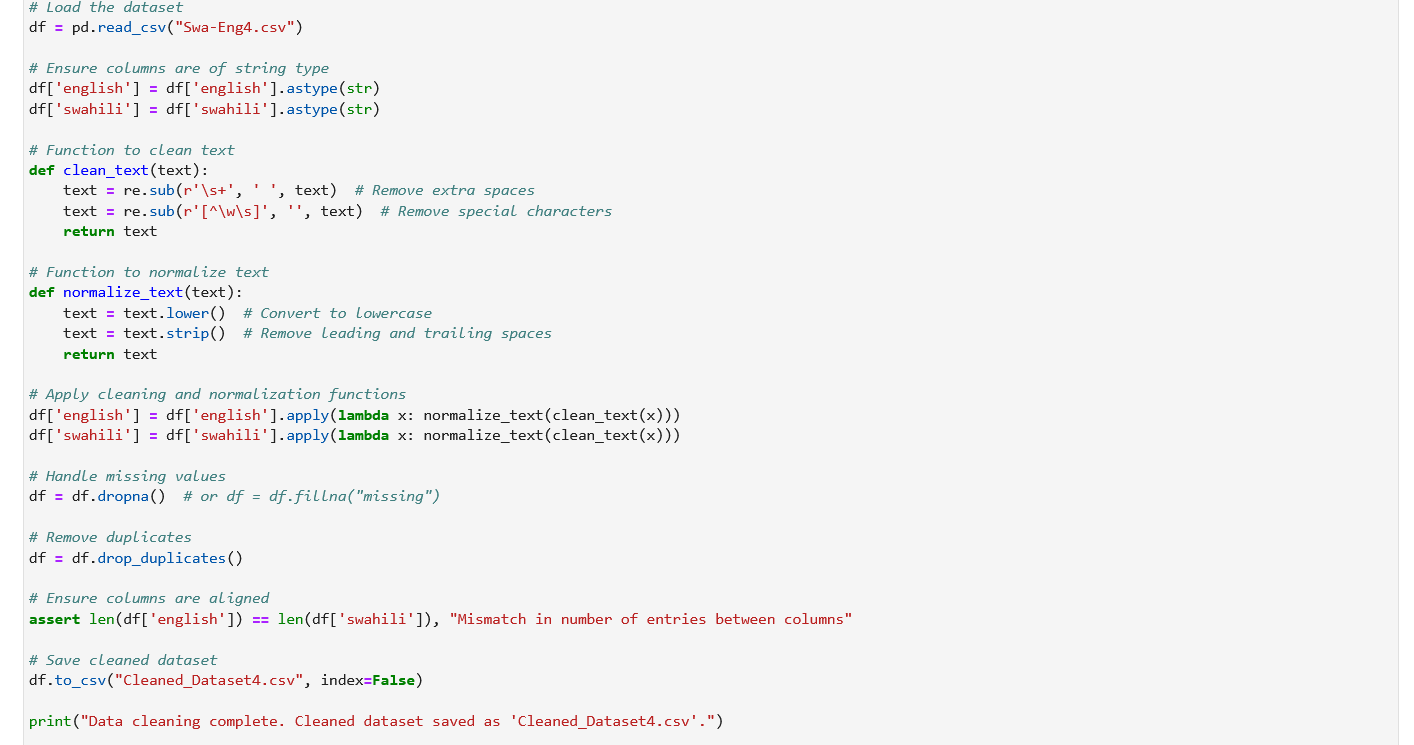 # Load the dataset
df = pd.read_csv("Swa-Eng4.csv")
# Ensure columns are of string type
df['english'] = df['english'].astype(str)
df['swahili'] = df['swahili'].astype(str)
# Function to clean text
def clean_text(text):
    text = re.sub(r'\s+', ' ', text)  # Remove extra spaces
    text = re.sub(r'[^\w\s]', '', text)  # Remove special characters
    return text
# Function to normalize text
def normalize_text(text):
    text = text.lower()  # Convert to lowercase
    text = text.strip()  # Remove leading and trailing spaces
    return text
# Apply cleaning and normalization functions
df['english'] = df['english'].apply(lambda x: normalize_text(clean_text(x)))
df['swahili'] = df['swahili'].apply(lambda x: normalize_text(clean_text(x)))
# Handle missing values
df = df.dropna()  # or df = df.fillna("missing")
# Remove duplicates
df = df.drop_duplicates()
# Ensure columns are aligned
assert len(df['english']) == len(df['swahili']), "Mismatch in number of entries between columns"
# Save cleaned dataset
df.to_csv("Cleaned_Dataset4.csv", index=False)
print("Data cleaning complete. Cleaned dataset saved as 'Cleaned_Dataset4.csv'.")